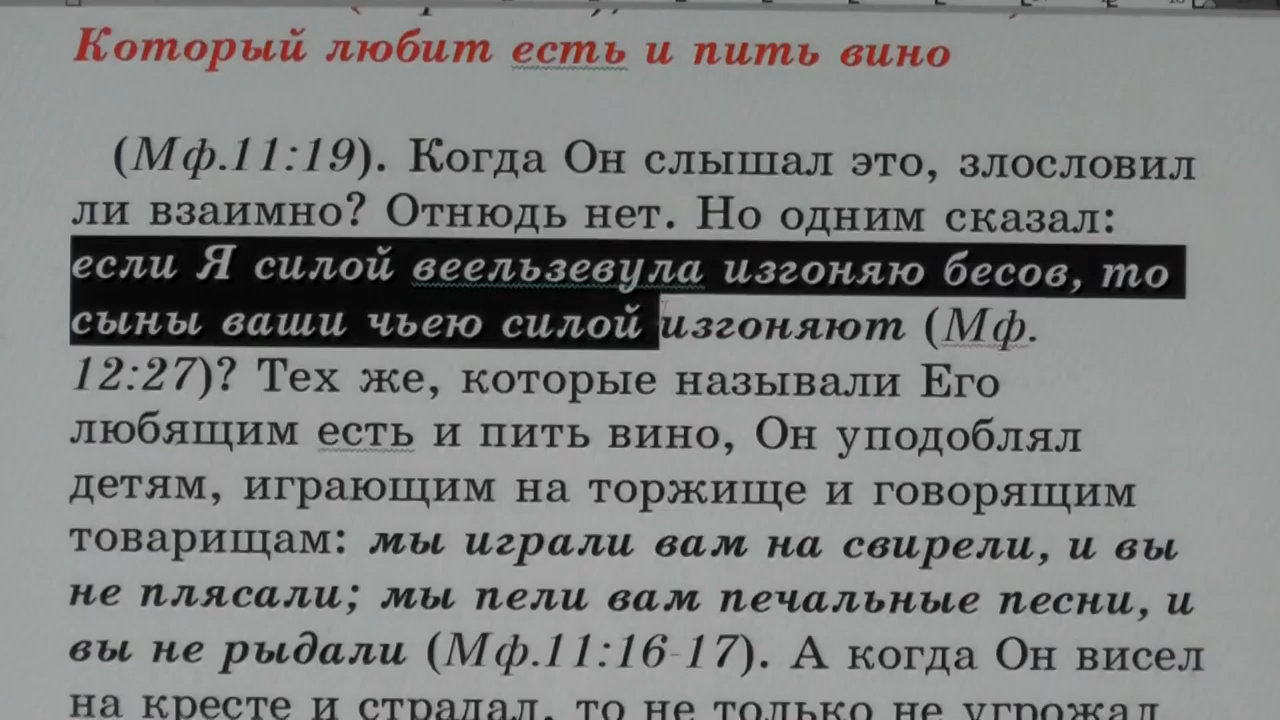 Который любит есть и пить вино
(Мф.11:19). Когда Он слышал это, злословил
ли взаимно? Отнюдь нет. Но одним сказал:
если Я силой веельзевула изгоняю бесов, то
сыны ваши чьею силой изгоняют (Мф.
12:27)? Тех же, которые называли Его
любящим есть и пить вино, Он уподоблял
детям, играющим на торжище и говорящим
товарищам: мы играли вам на свирели, и вы
не плясали; мы пели вам печальные песни, и
вы не рыдали (Мф.11:16-17). А когда Он висел
на кресте и страдал, то не только не угрожал